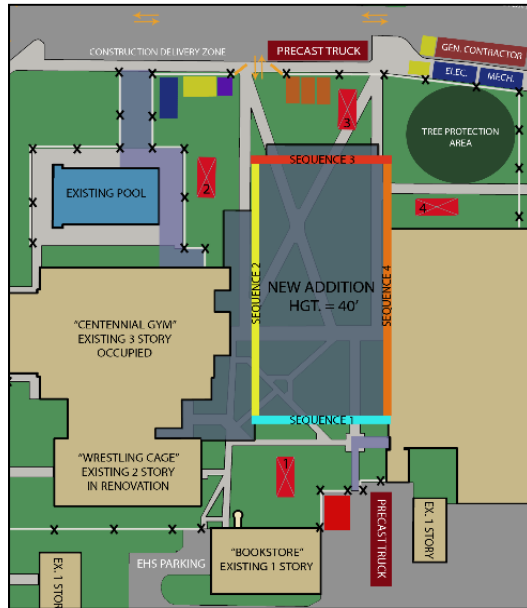 CONSTRUCTION DELIVERY ZONE
PRECAST TRUCK
GEN. CONTRACTOR
ELEC.
MECH.
3
TREE PROTECTION
AREA
SEQUENCE 3
2
EXISTING POOL
4
SEQUENCE 2
NEW ADDITION
HGT. = 40'
SEQUENCE 4
"CENTENNIAL GYM"
EXISTING 3 STORY
OCCUPIED
SEQUENCE 1
"WRESTLING CAGE"
EXISTING 2 STORY
IN RENOVATION
1
PRECAST TRUCK
EX. 1 STORY
EX. 1 STORY
EHS PARKING
"BOOKSTORE"
EXISTING 1 STORY